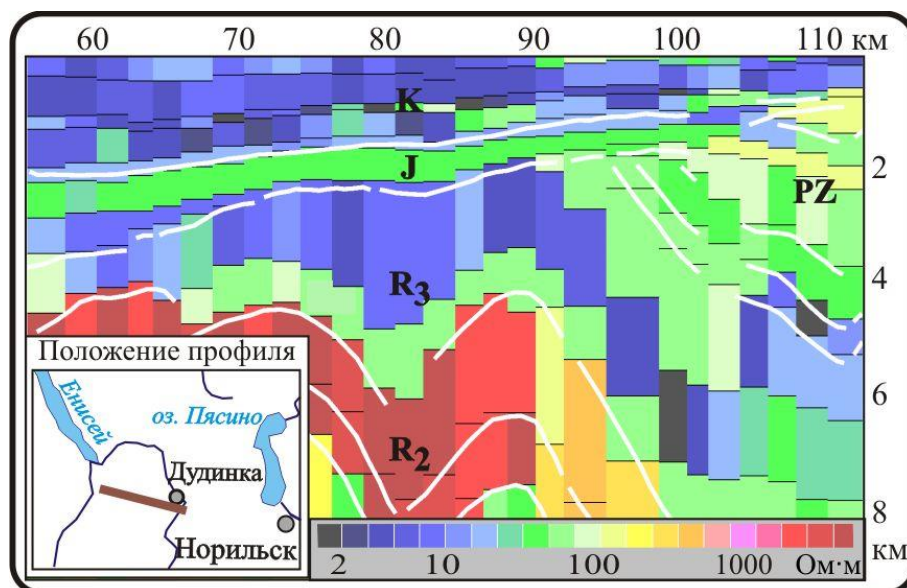 60 70 80 90 100 110 км
K
J
2
PZ
R3
4
Положение профиля
Енисей
оз. Пясино
6
Дудинка
R2
Норильск
8
км
2 10 100 1000 Ом·м